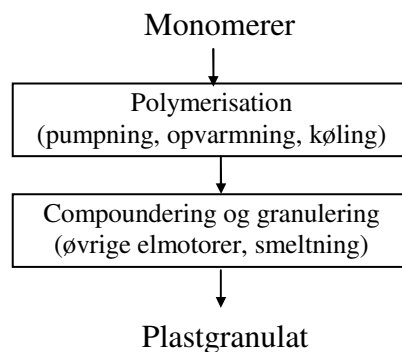 Monomerer
Polymerisation
(pumpning, opvarmning, køling)
Compoundering og granulering
(øvrige elmotorer, smeltning)
Plastgranulat